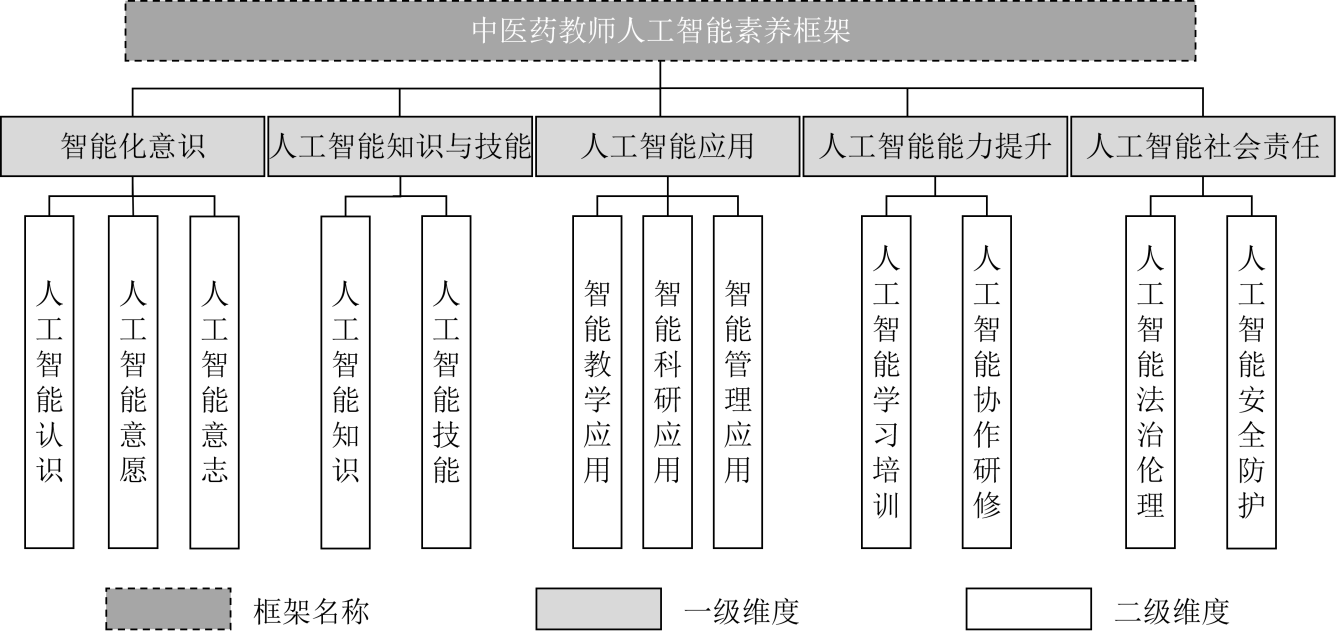 中医药教师人工智能素养框架
智能化意识
人工智能知识与技能
人工智能应用
人工智能能力提升
人工智能社会责任
人工智能认识
人工智能意愿
人工智能意志
人工智能知识
人工智能技能
智能教学应用
智能科研应用
智能管理应用
人工智能学习培训
人工智能协作研修
人工智能法治伦理
人工智能安全防护
框架名称
一级维度
二级维度